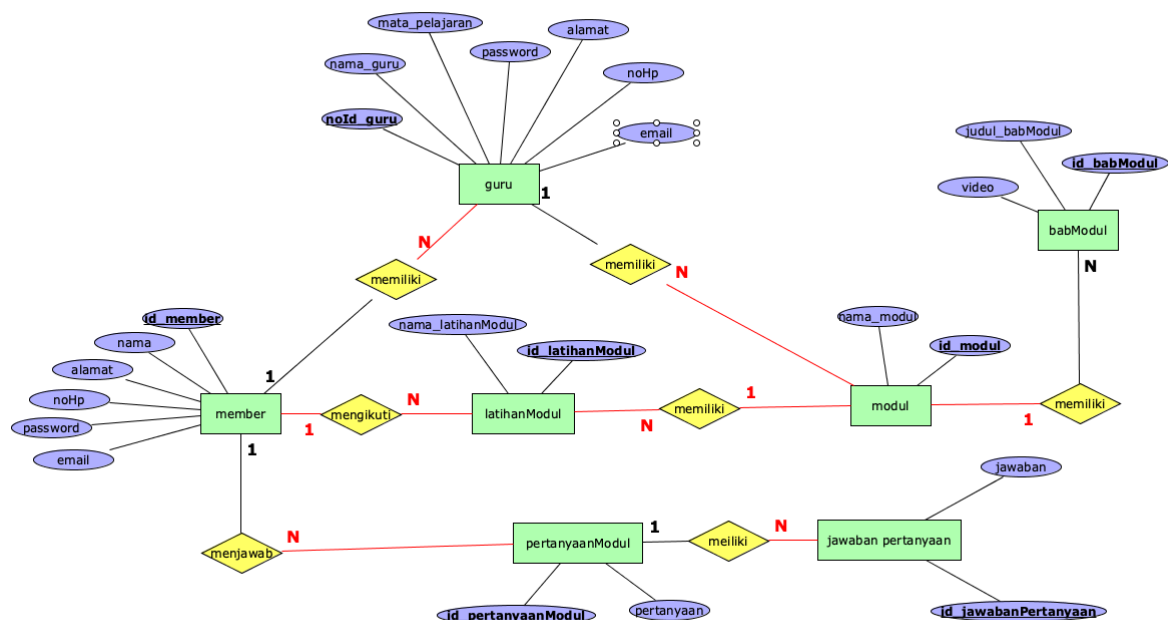 mata_pelajaran
alamat
password
nama_guru
noHp
noId_guru
email
judul_babModul
id_babModul
video
guru
1
babModul
N
N
memiliki
memiliki
N
id_member
nama_latihanModul
nama_modul
nama
id_latihanModul
id_modul
alamat
1
noHp
member
mengikuti
N
latihanModul
memiliki
1
modul
memiliki
password
1
N
1
email
1
jawaban
menjawab
N
pertanyaanModul
1
meiliki
N
jawaban pertanyaan
id_pertanyaanModul
pertanyaan
id_jawabanPertanyaan